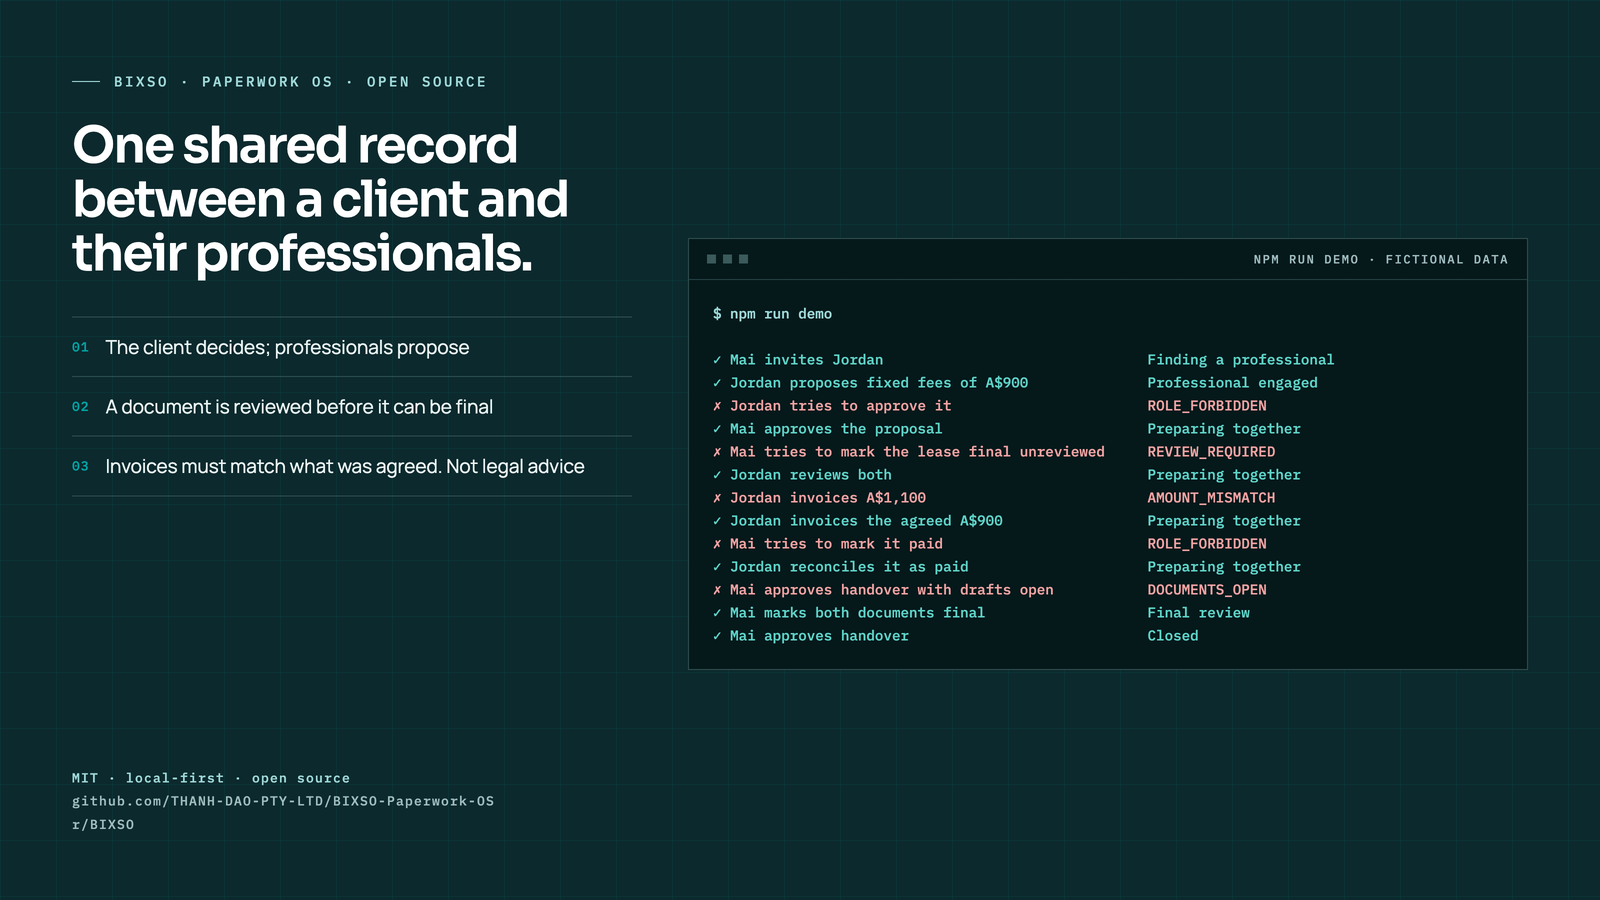 BIXSO · PAPERWORK OS · OPEN SOURCE
One shared record
between a client and
their professionals.
01 The client decides; professionals propose
02 A document is reviewed before it can be final
03 Invoices must match what was agreed. Not legal advice
MIT · local-first · open source
github.com/THANH-DAO-PTY-LTD/BIXSO-Paperwork-OS
r/BIXSO
NPM RUN DEMO · FICTIONAL DATA
$ npm run demo
✓ Mai invites Jordan Finding a professional
✓ Jordan proposes fixed fees of A$900 Professional engaged
✗ Jordan tries to approve it ROLE_FORBIDDEN
✓ Mai approves the proposal Preparing together
✗ Mai tries to mark the lease final unreviewed REVIEW_REQUIRED
✓ Jordan reviews both Preparing together
✗ Jordan invoices A$1,100 AMOUNT_MISMATCH
✓ Jordan invoices the agreed A$900 Preparing together
✗ Mai tries to mark it paid ROLE_FORBIDDEN
✓ Jordan reconciles it as paid Preparing together
✗ Mai approves handover with drafts open DOCUMENTS_OPEN
✓ Mai marks both documents final Final review
✓ Mai approves handover Closed